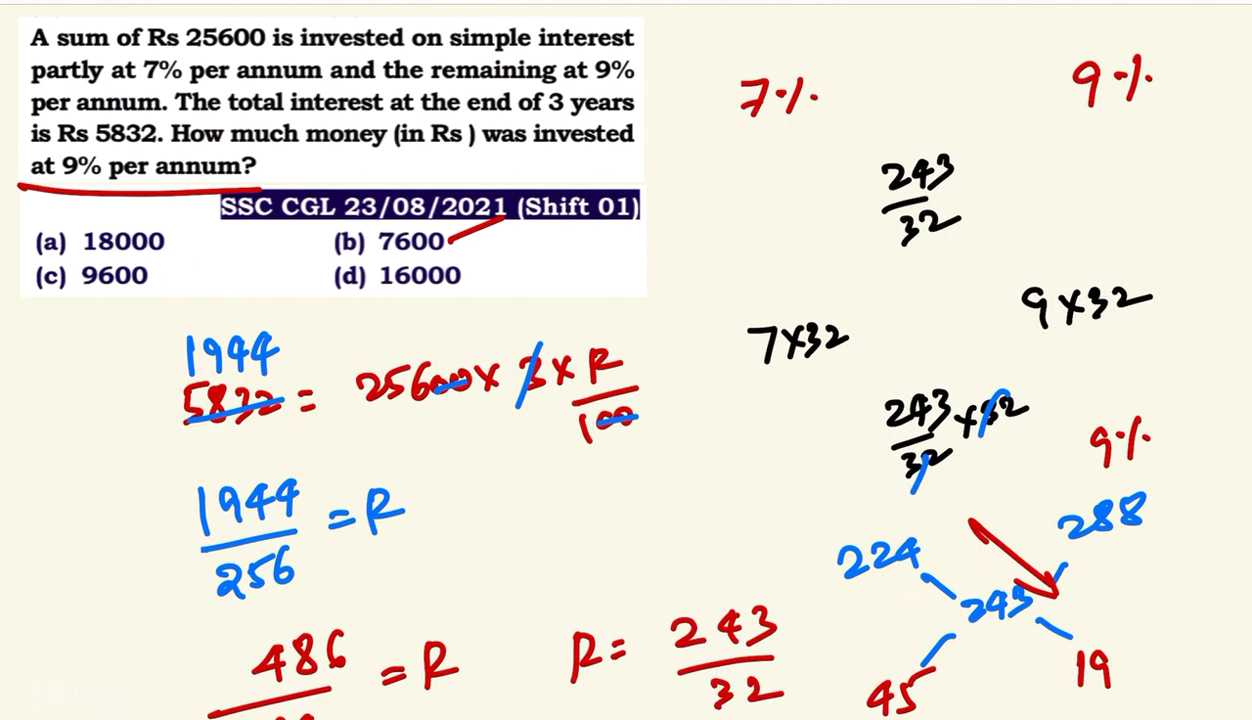 A sum of Rs 25600 is invested on simple interest
partly at 7% per annum and the remaining at 9%
per annum. The total interest at the end of 3 years
is Rs 5832. How much money (in Rs ) was invested
at 9% per annum?
SSC CGL 23/08/2021 (Shift 01)
(a) 18000 (b) 7600
(c) 9600 (d) 16000
7% 9%
243
32
7x32 9x32
1944
5832 = 25600 x 3 x R
100
243 x 32
32
9%
1944 = R
256
224 288
243
45 19
486 = R
R = 243
32